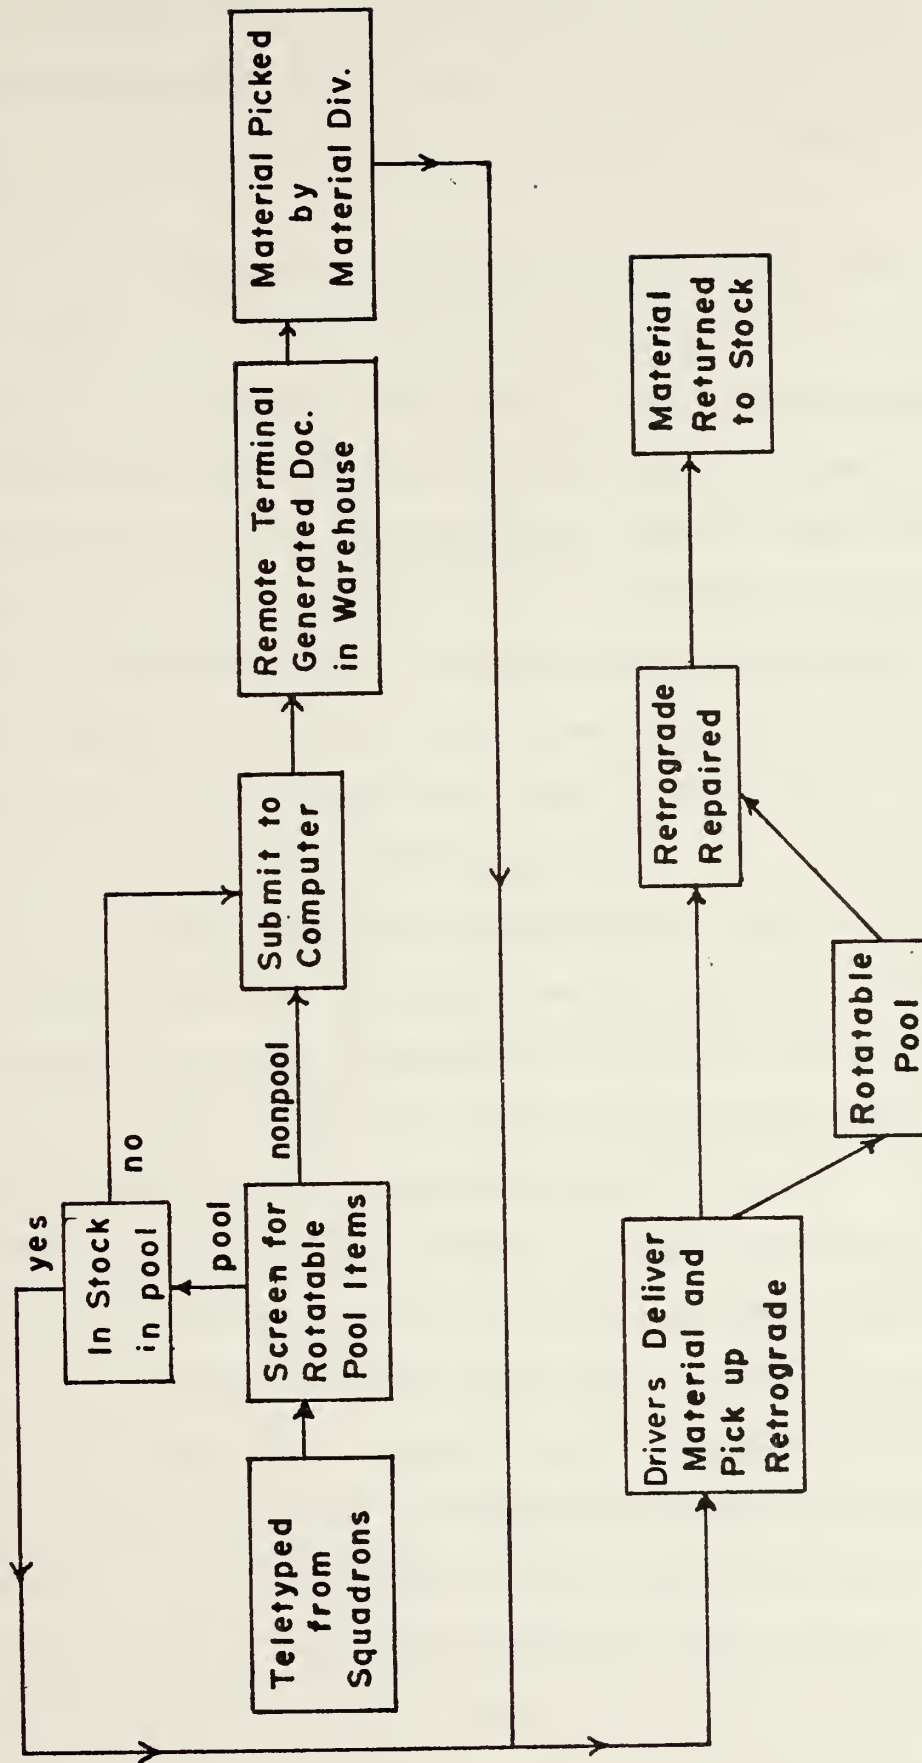 yes
In Stock
in pool
no
pool
Teletyped
from
Squadrons
Screen for
Rotatable
Pool Items
nonpool
Submit to
Computer
Remote Terminal
Generated Doc.
in Warehouse
Material Picked
by
Material Div.
Drivers Deliver
Material and
Pick up
Retrograde
Rotatable
Pool
Retrograde
Repaired
Material
Returned
to Stock